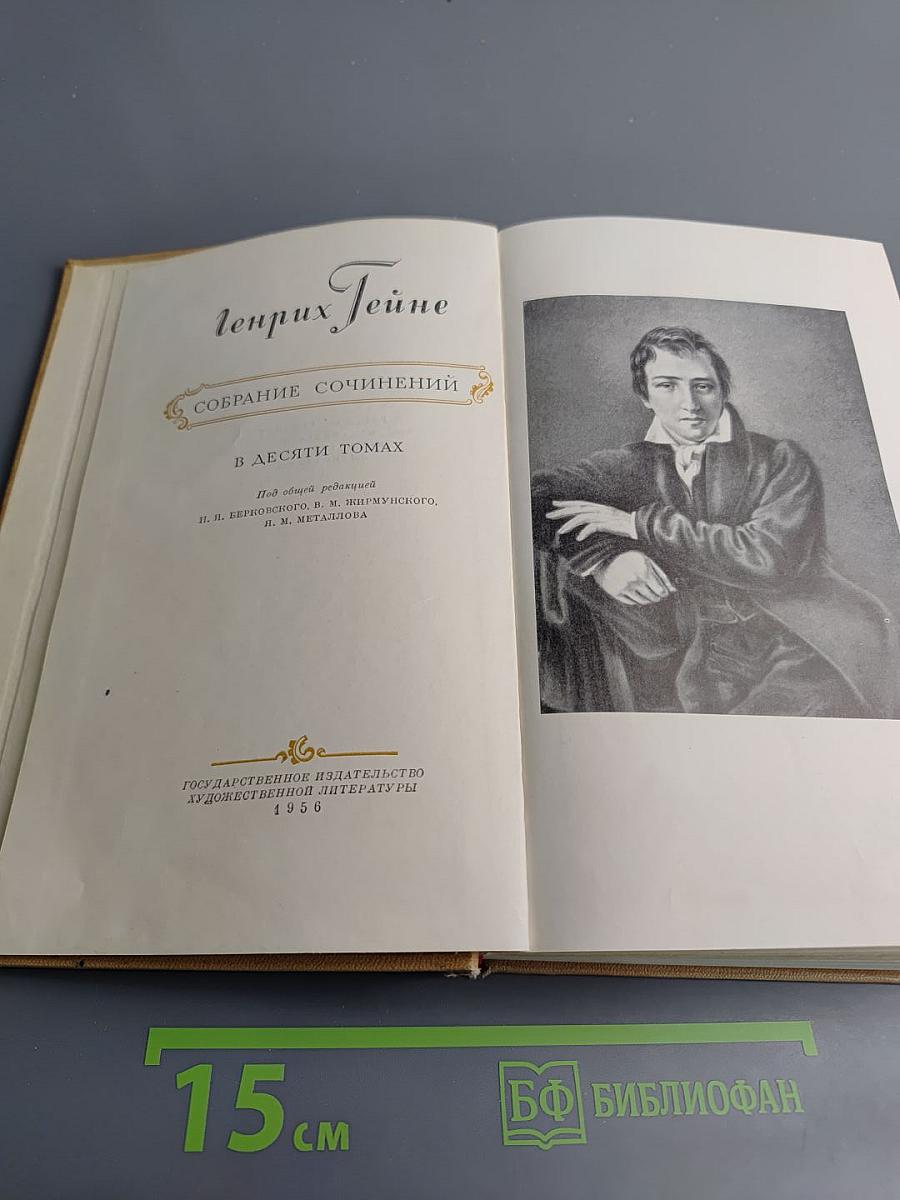 Генрих Гейне
СОБРАНИЕ СОЧИНЕНИЙ
В ДЕСЯТИ ТОМАХ
Под общей редакцией
Н. Я. БЕРКОВСКОГО, В. М. ЖИРМУНСКОГО,
Я. М. МЕТАЛЛОВА
ГОСУДАРСТВЕННОЕ ИЗДАТЕЛЬСТВО
ХУДОЖЕСТВЕННОЙ ЛИТЕРАТУРЫ
1956
15 см
БФ БИБЛИОФАН